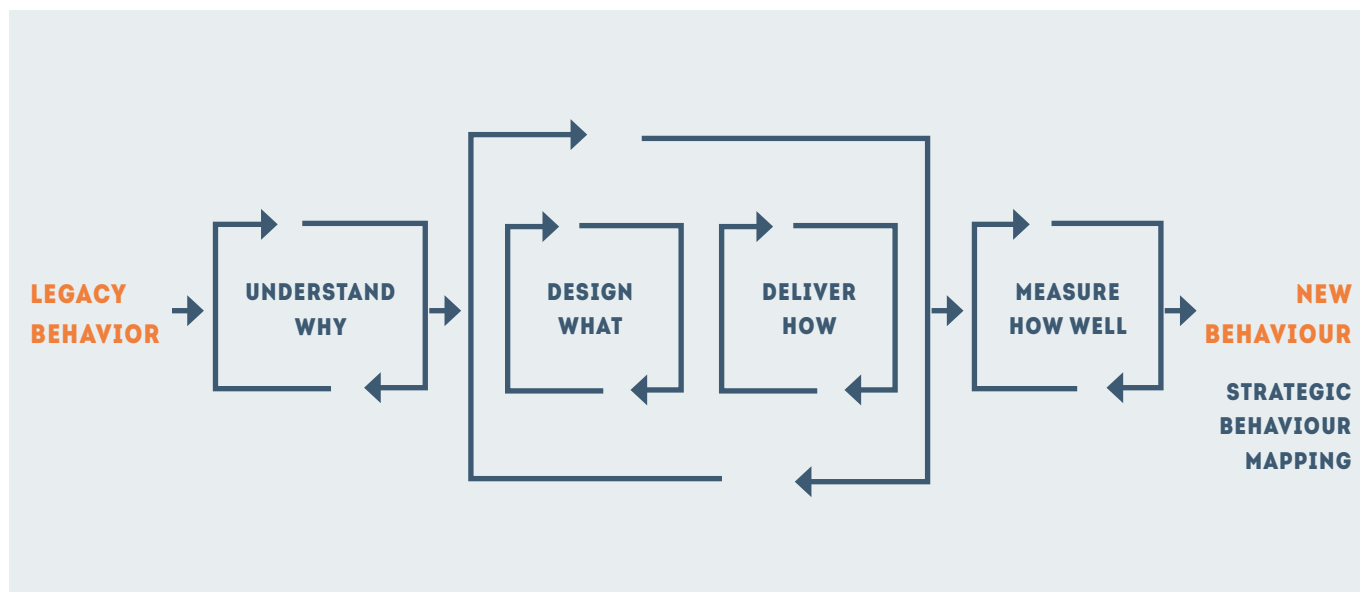 LEGACY
BEHAVIOR
UNDERSTAND
WHY
DESIGN
WHAT
DELIVER
HOW
MEASURE
HOW WELL
NEW
BEHAVIOUR
STRATEGIC
BEHAVIOUR
MAPPING